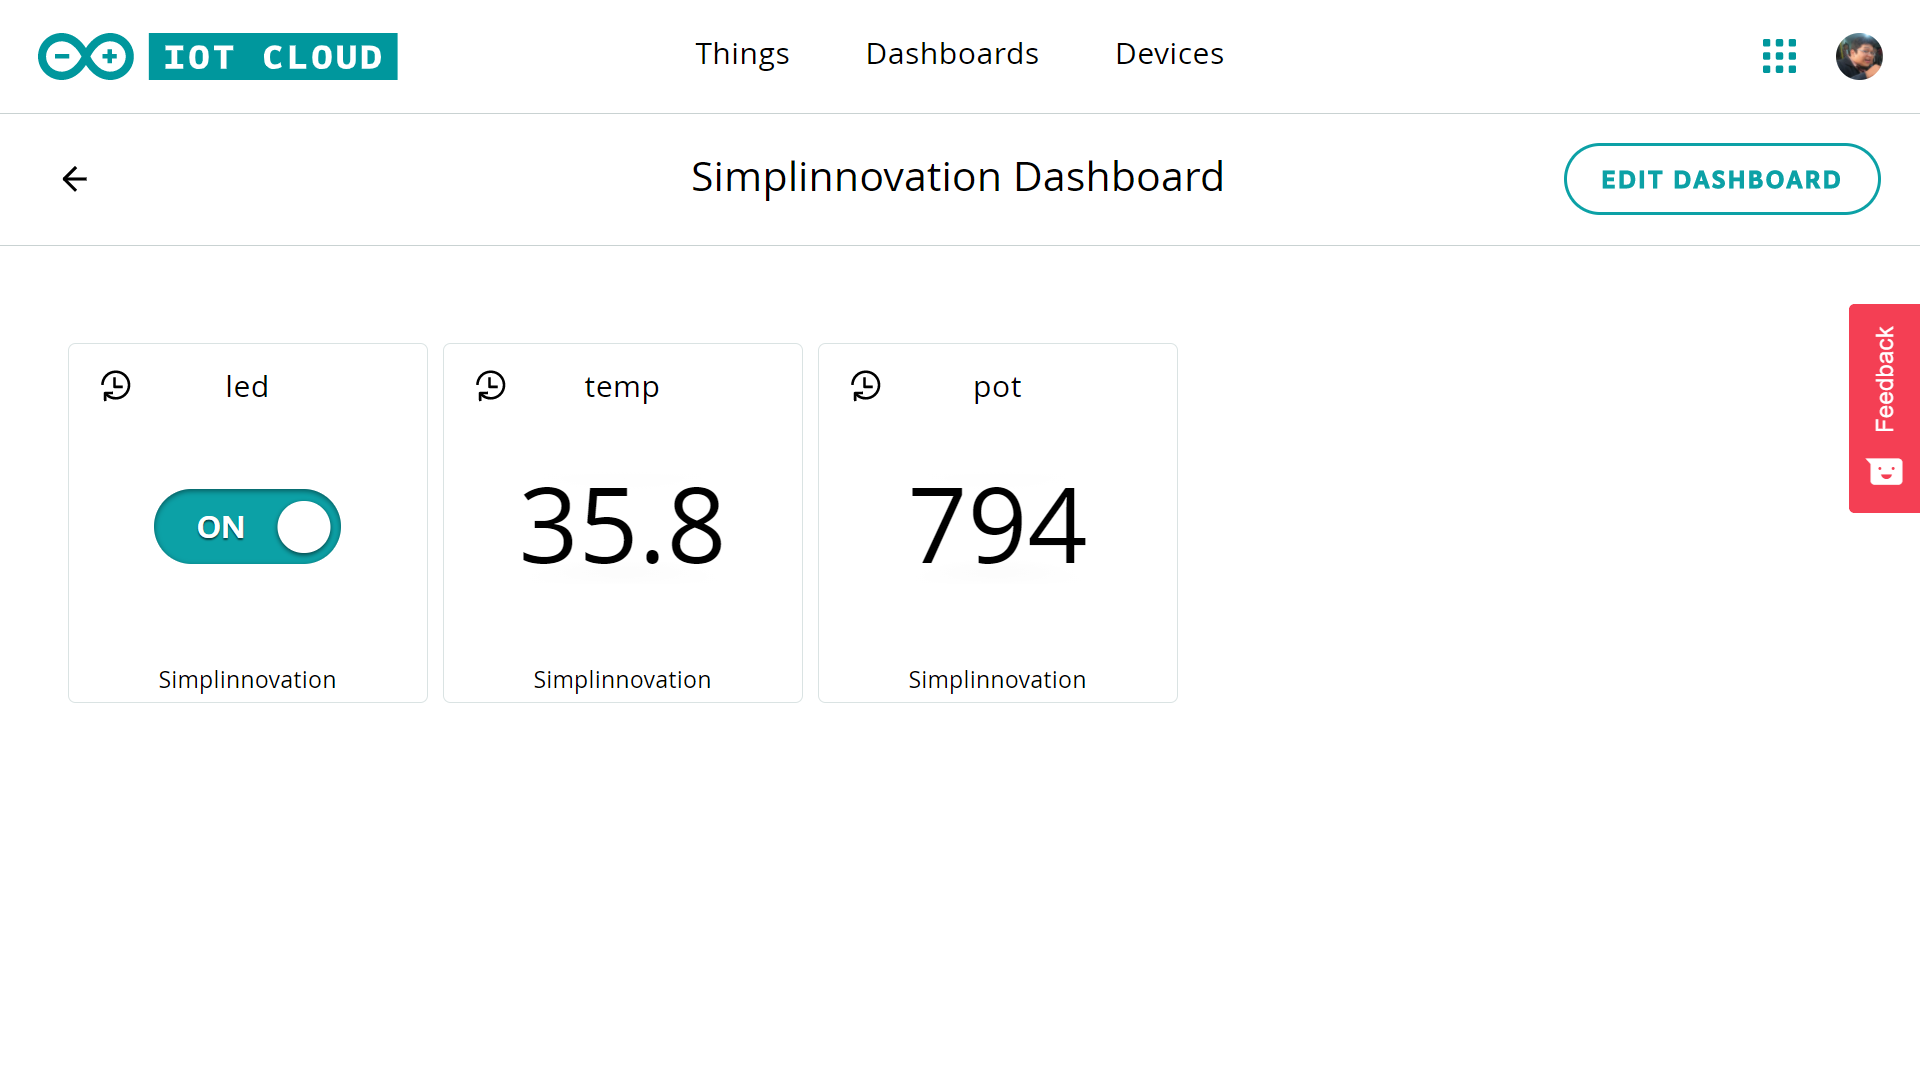 IOT CLOUD
Things Dashboards Devices
Simplinnovation Dashboard
EDIT DASHBOARD
Feedback
led
ON
Simplinnovation
temp
35.8
Simplinnovation
pot
794
Simplinnovation